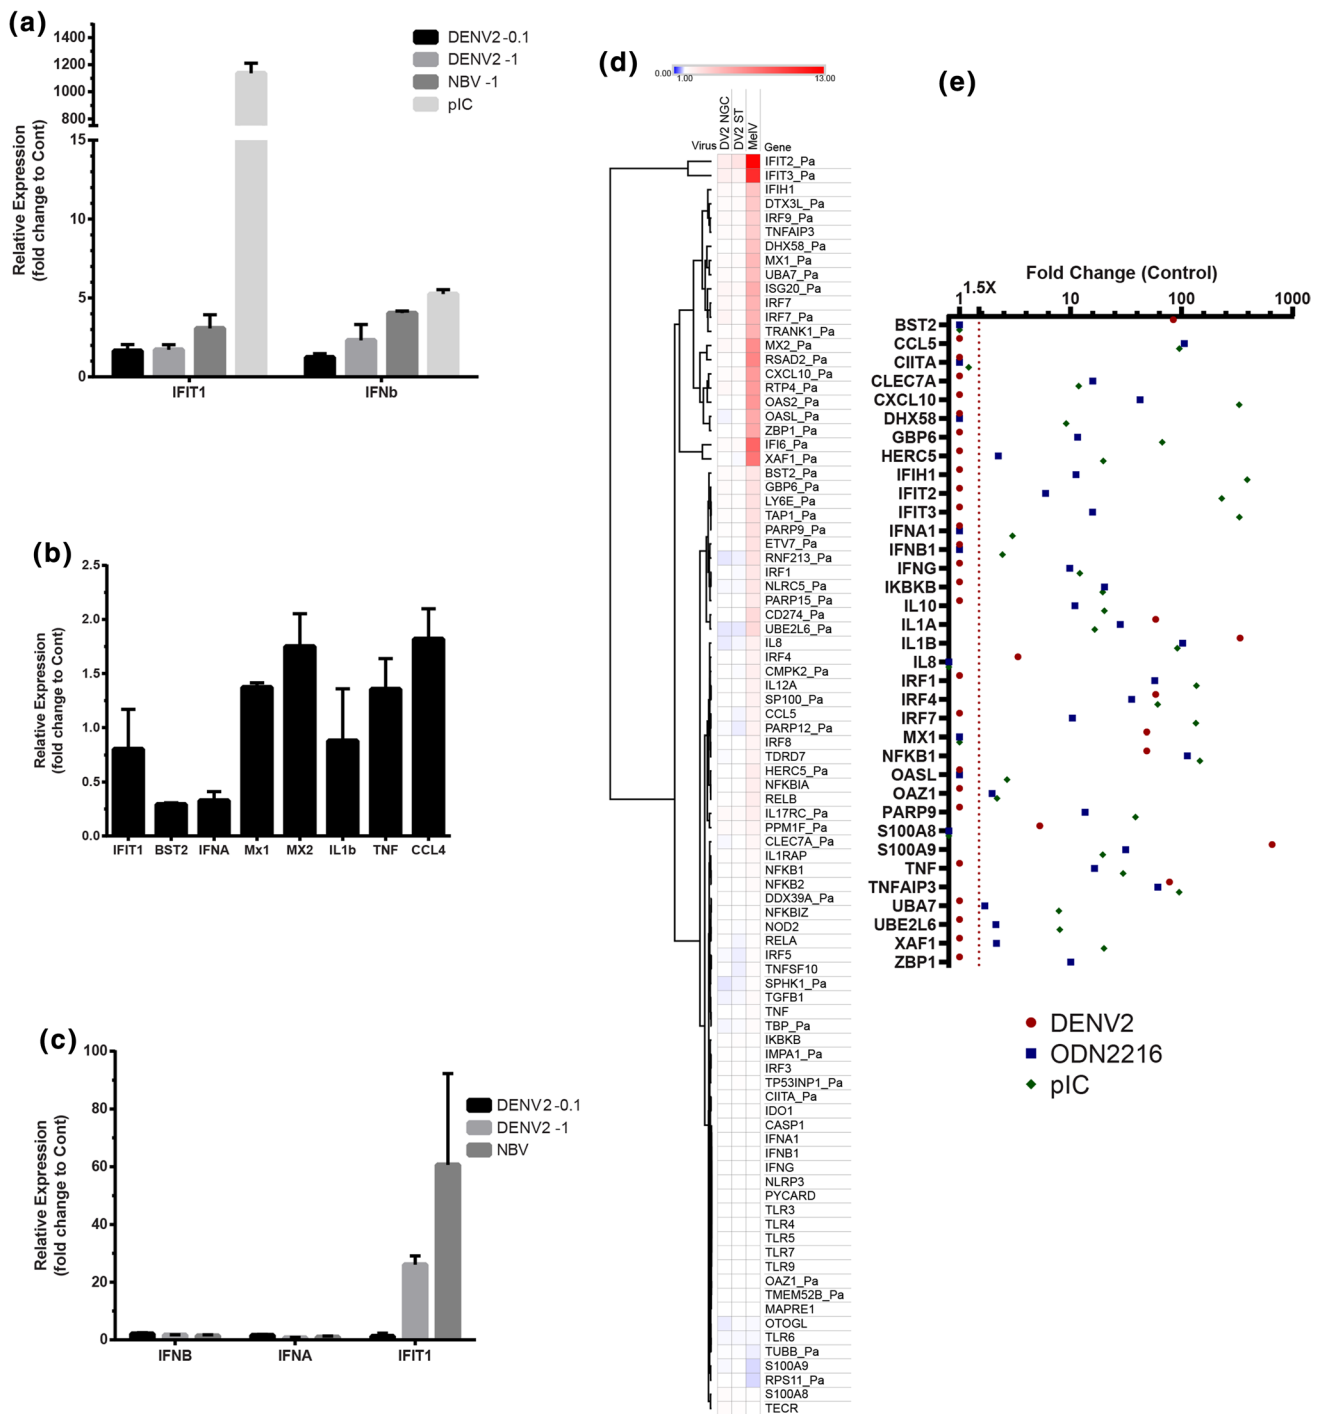 (a)
1400
1200
1000
800
15
10
5
0
Relative Expression
(fold change to Cont)
DENV2 -0.1
DENV2 -1
NBV -1
pIC
IFIT1
IFNb
(b)
2.5
2.0
1.5
1.0
0.5
0.0
Relative Expression
(fold change to Cont)
IFIT1 BST2 IFNA Mx1 MX2 IL1b TNF CCL4
(c)
100
80
60
40
20
0
Relative Expression
(fold change to Cont)
DENV2 -0.1
DENV2 -1
NBV
IFNB
IFNA
IFIT1
(d)
0.00 1.00 13.00
Virus DV2 NGC DV2 ST MelV Gene
IFIT2_Pa
IFIT3_Pa
IFIH1
DTX3L_Pa
IRF9_Pa
TNFAIP3
DHX58_Pa
MX1_Pa
UBA7_Pa
ISG20_Pa
IRF7
IRF7_Pa
TRANK1_Pa
MX2_Pa
RSAD2_Pa
CXCL10_Pa
RTP4_Pa
OAS2_Pa
OASL_Pa
ZBP1_Pa
IFI6_Pa
XAF1_Pa
BST2_Pa
GBP6_Pa
LY6E_Pa
TAP1_Pa
PARP9_Pa
ETV7_Pa
RNF213_Pa
IRF1
NLRC5_Pa
PARP15_Pa
CD274_Pa
UBE2L6_Pa
IL8
IRF4
CMPK2_Pa
IL12A
SP100_Pa
CCL5
PARP12_Pa
IRF8
TDRD7
HERC5_Pa
NFKBIA
RELB
IL17RC_Pa
PPM1F_Pa
CLEC7A_Pa
IL1RAP
NFKB1
NFKB2
DDX39A_Pa
NFKBIZ
NOD2
RELA
IRF5
TNFSF10
SPHK1_Pa
TGFB1
TNF
TBP_Pa
IKBKB
IMPA1_Pa
IRF3
TP53INP1_Pa
CIITA_Pa
IDO1
CASP1
IFNA1
IFNB1
IFNG
NLRP3
PYCARD
TLR3
TLR4
TLR5
TLR7
TLR9
OAZ1_Pa
TMEM52B_Pa
MAPRE1
OTOGL
TLR6
TUBB_Pa
S100A9
RPS11_Pa
S100A8
TECR
(e)
Fold Change (Control)
1 1.5X 10 100 1000
BST2
CCL5
CIITA
CLEC7A
CXCL10
DHX58
GBP6
HERC5
IFIH1
IFIT2
IFIT3
IFNA1
IFNB1
IFNG
IKBKB
IL10
IL1A
IL1B
IL8
IRF1
IRF4
IRF7
MX1
NFKB1
OASL
OAZ1
PARP9
S100A8
S100A9
TNF
TNFAIP3
UBA7
UBE2L6
XAF1
ZBP1
DENV2
ODN2216
pIC